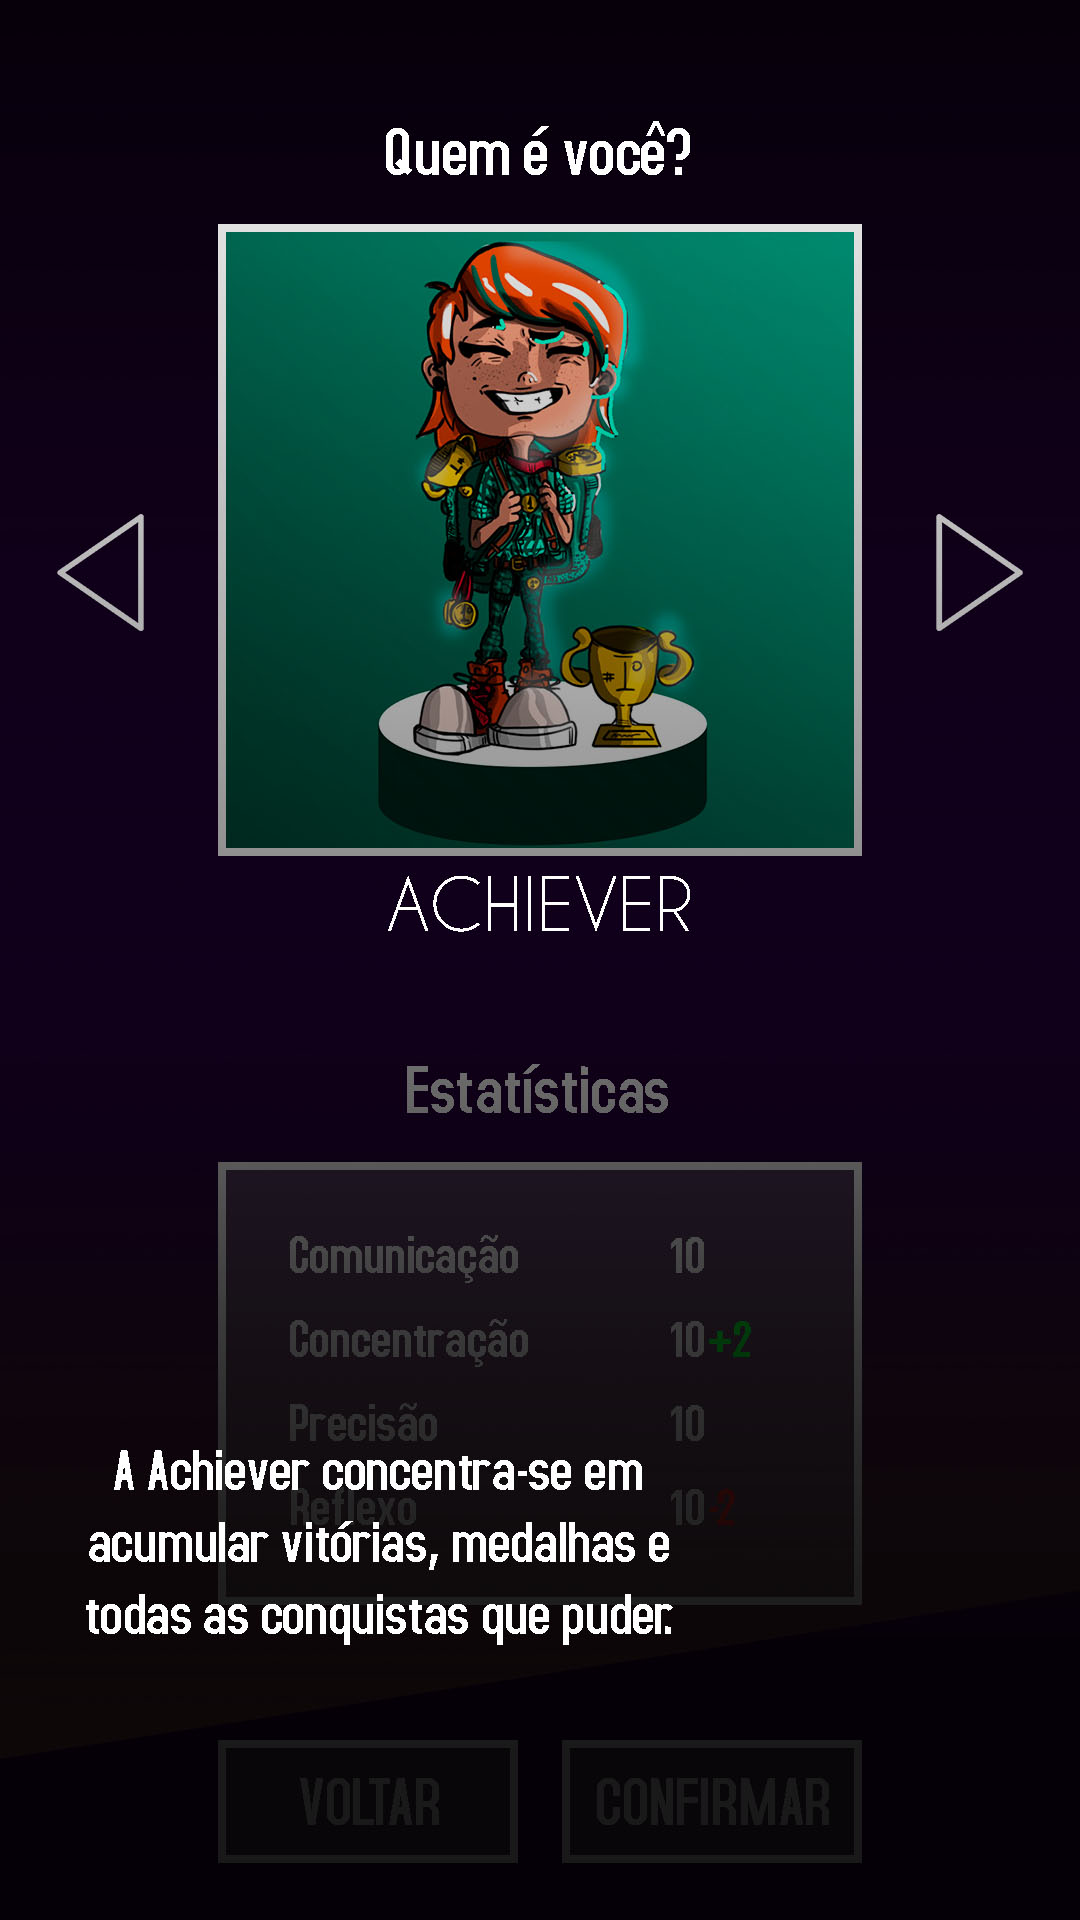 Quem é você?
ACHIEVER
Estatísticas
Comunicação 10
Concentração 10+2
Precisão 10
Reflexo 10-2
A Achiever concentra-se em
acumular vitórias, medalhas e
todas as conquistas que puder.
VOLTAR CONFIRMAR